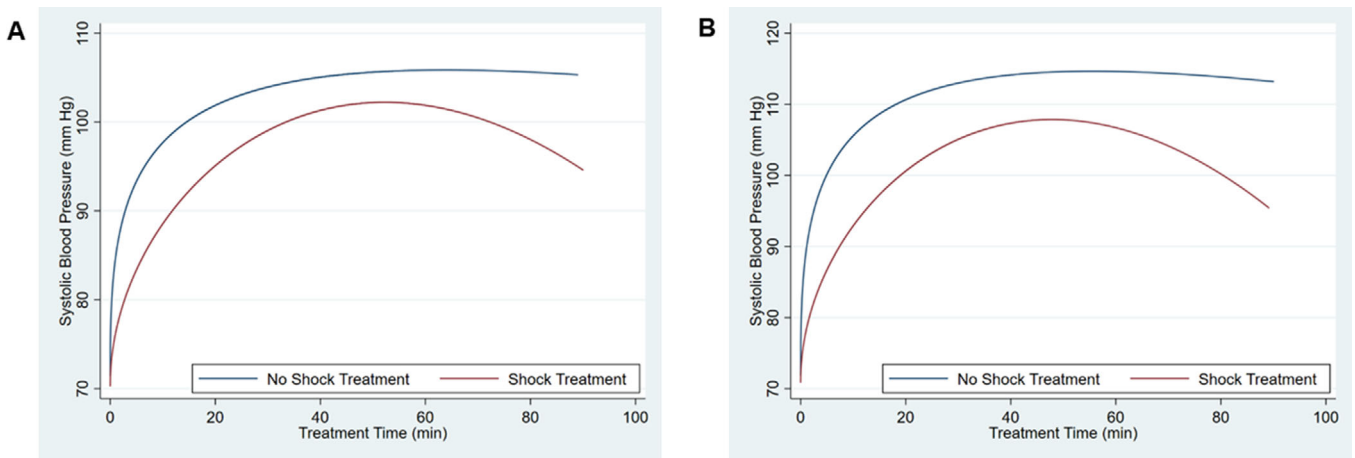 A
Systolic Blood Pressure (mm Hg)
110
100
90
80
70
No Shock Treatment
Shock Treatment
0 20 40 60 80 100
Treatment Time (min)
B
Systolic Blood Pressure (mm Hg)
120
110
100
90
80
70
No Shock Treatment
Shock Treatment
0 20 40 60 80 100
Treatment Time (min)